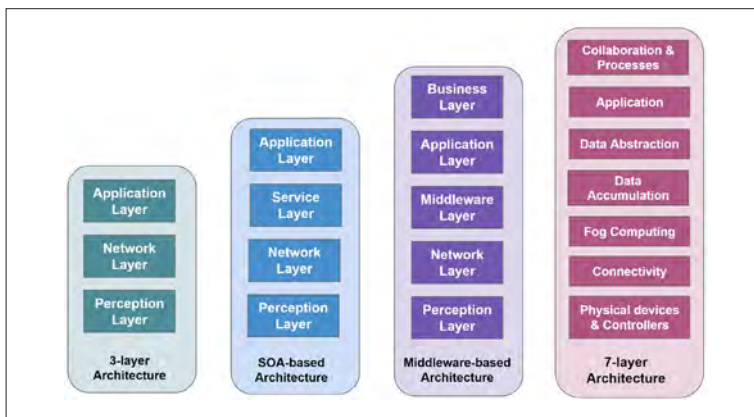 Application
Layer
Network
Layer
Perception
Layer
3-layer
Architecture
Application
Layer
Service
Layer
Network
Layer
Perception
Layer
SOA-based
Architecture
Business
Layer
Application
Layer
Middleware
Layer
Network
Layer
Perception
Layer
Middleware-based
Architecture
Collaboration &
Processes
Application
Data Abstraction
Data
Accumulation
Fog Computing
Connectivity
Physical devices
& Controllers
7-layer
Architecture